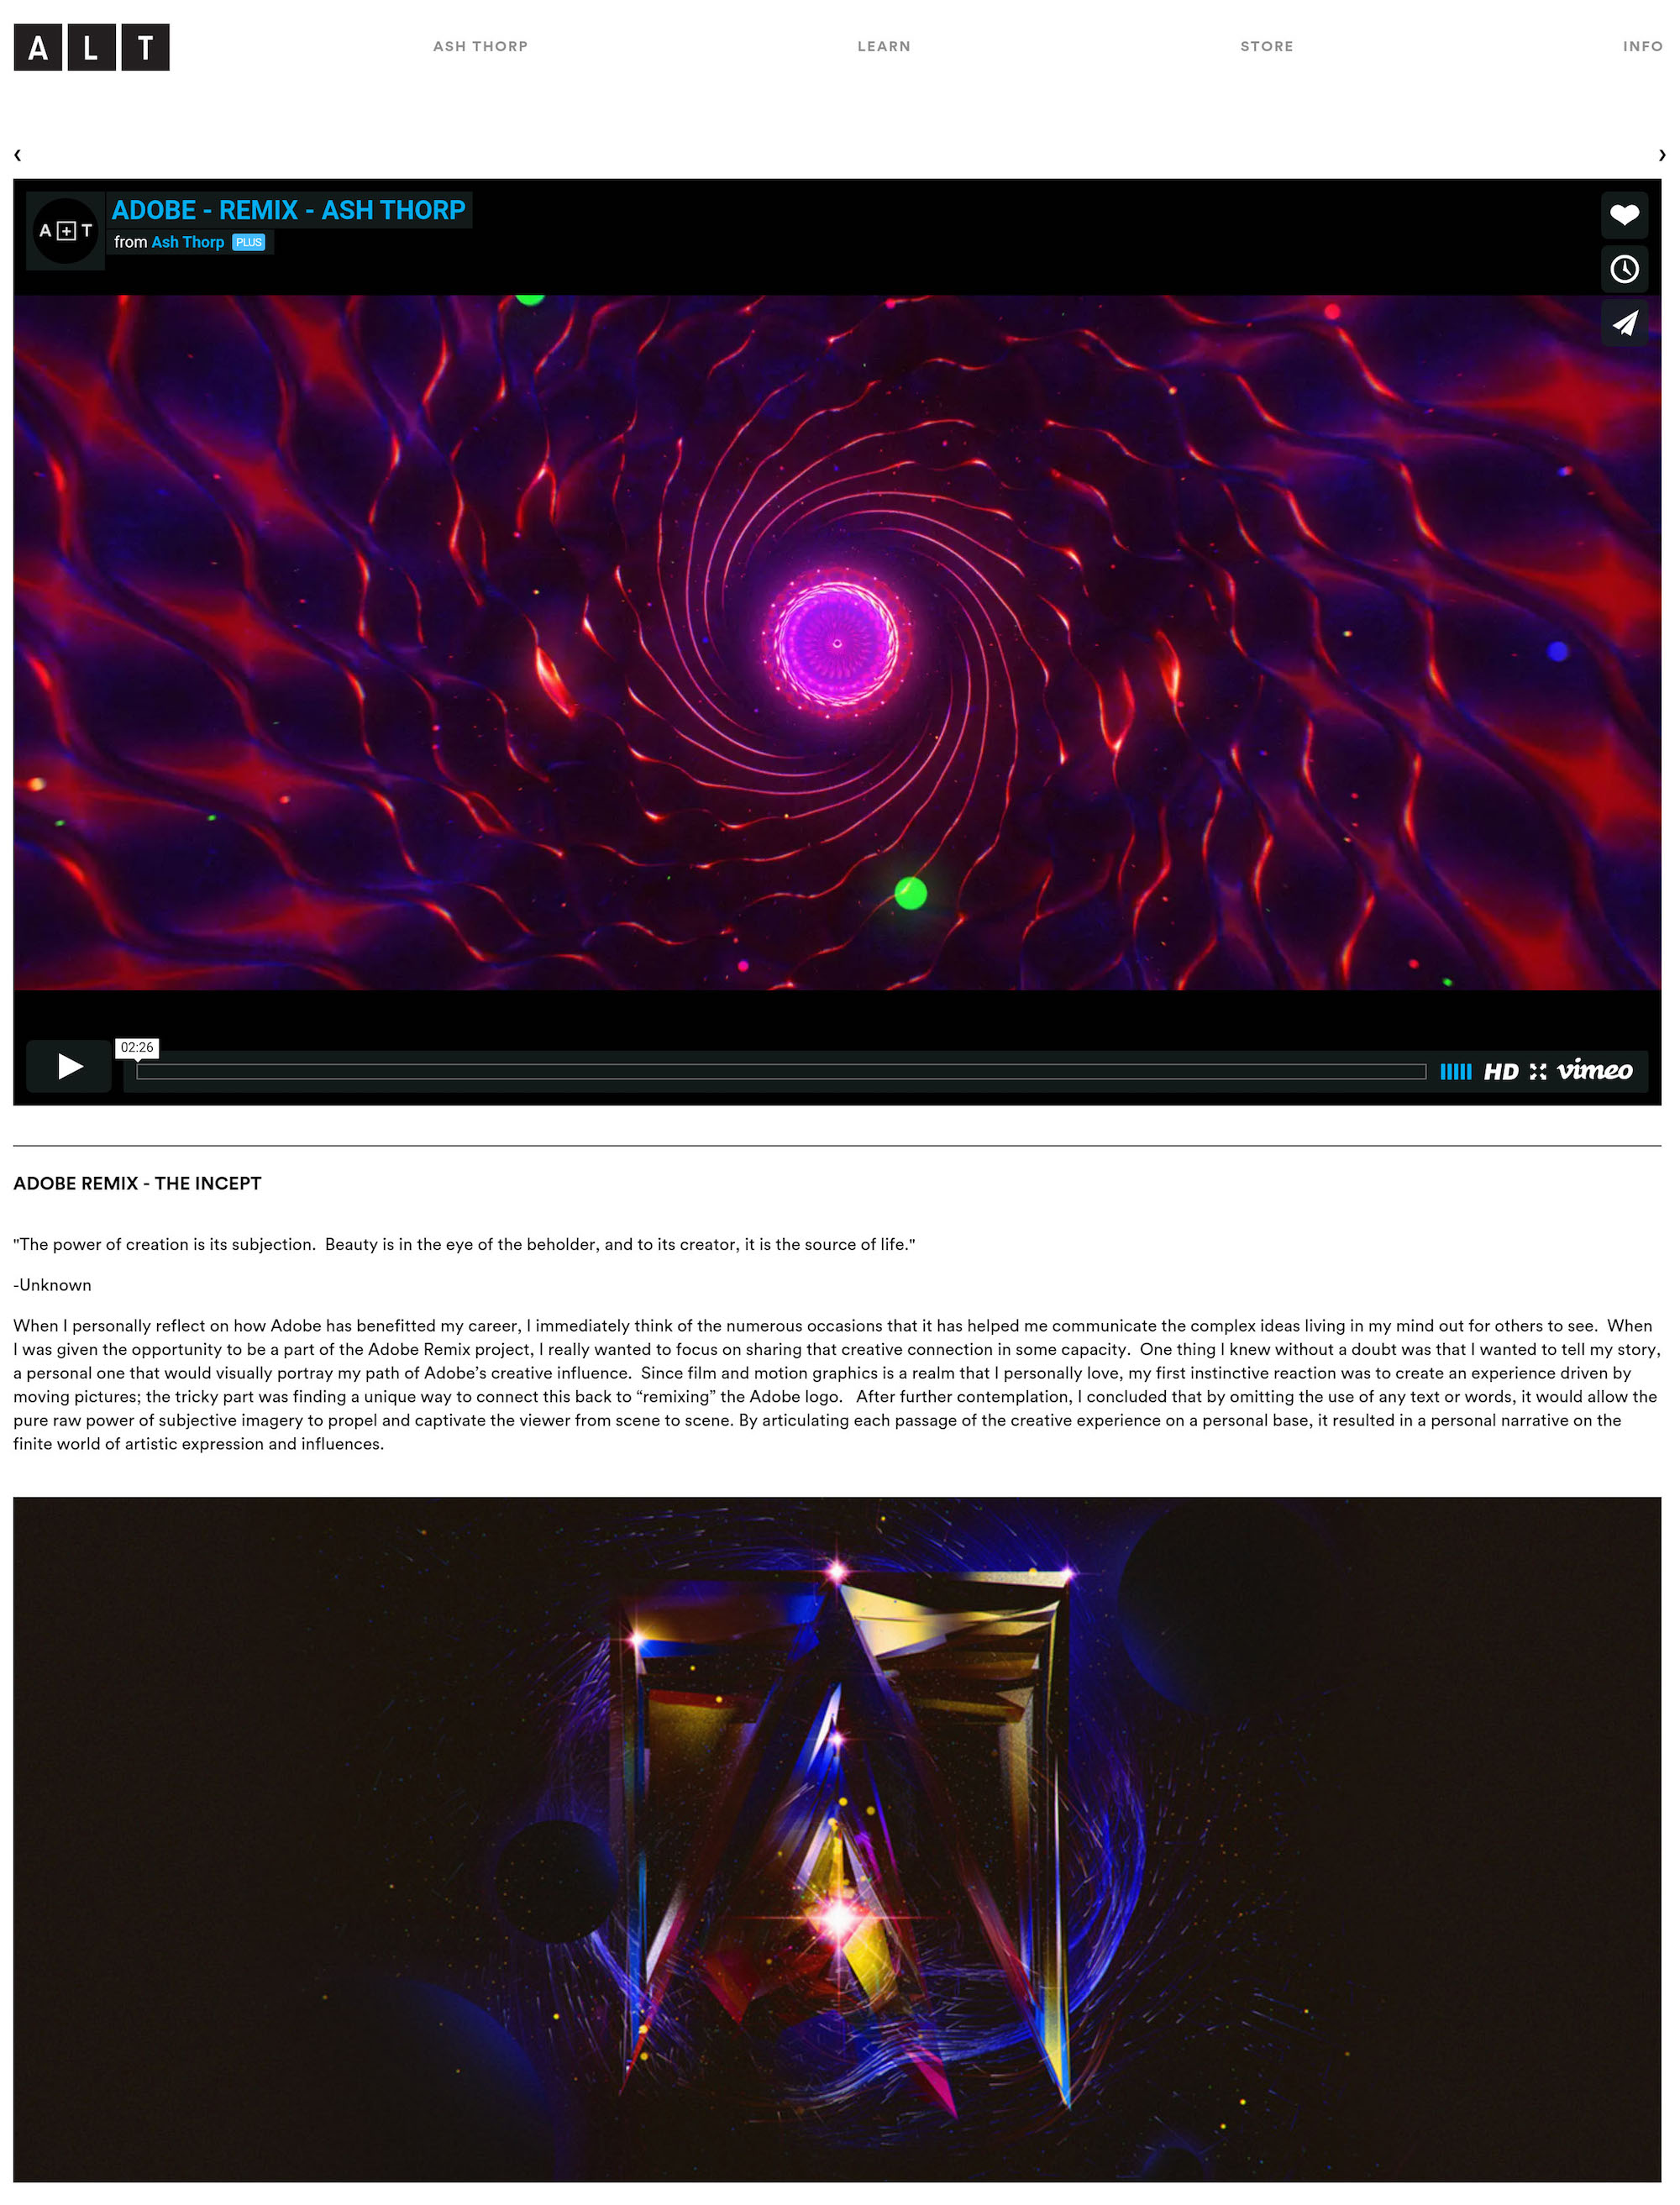 A L T
ASH THORP
LEARN
STORE
INFO
ADOBE - REMIX - ASH THORP
A + T
from Ash Thorp PLUS
02:26
HD vimeo
ADOBE REMIX - THE INCEPT
"The power of creation is its subjection.  Beauty is in the eye of the beholder, and to its creator, it is the source of life."
-Unknown
When I personally reflect on how Adobe has benefitted my career, I immediately think of the numerous occasions that it has helped me communicate the complex ideas living in my mind out for others to see.  When
I was given the opportunity to be a part of the Adobe Remix project, I really wanted to focus on sharing that creative connection in some capacity.  One thing I knew without a doubt was that I wanted to tell my story,
a personal one that would visually portray my path of Adobe’s creative influence.  Since film and motion graphics is a realm that I personally love, my first instinctive reaction was to create an experience driven by
moving pictures; the tricky part was finding a unique way to connect this back to “remixing” the Adobe logo.   After further contemplation, I concluded that by omitting the use of any text or words, it would allow the
pure raw power of subjective imagery to propel and captivate the viewer from scene to scene. By articulating each passage of the creative experience on a personal base, it resulted in a personal narrative on the
finite world of artistic expression and influences.